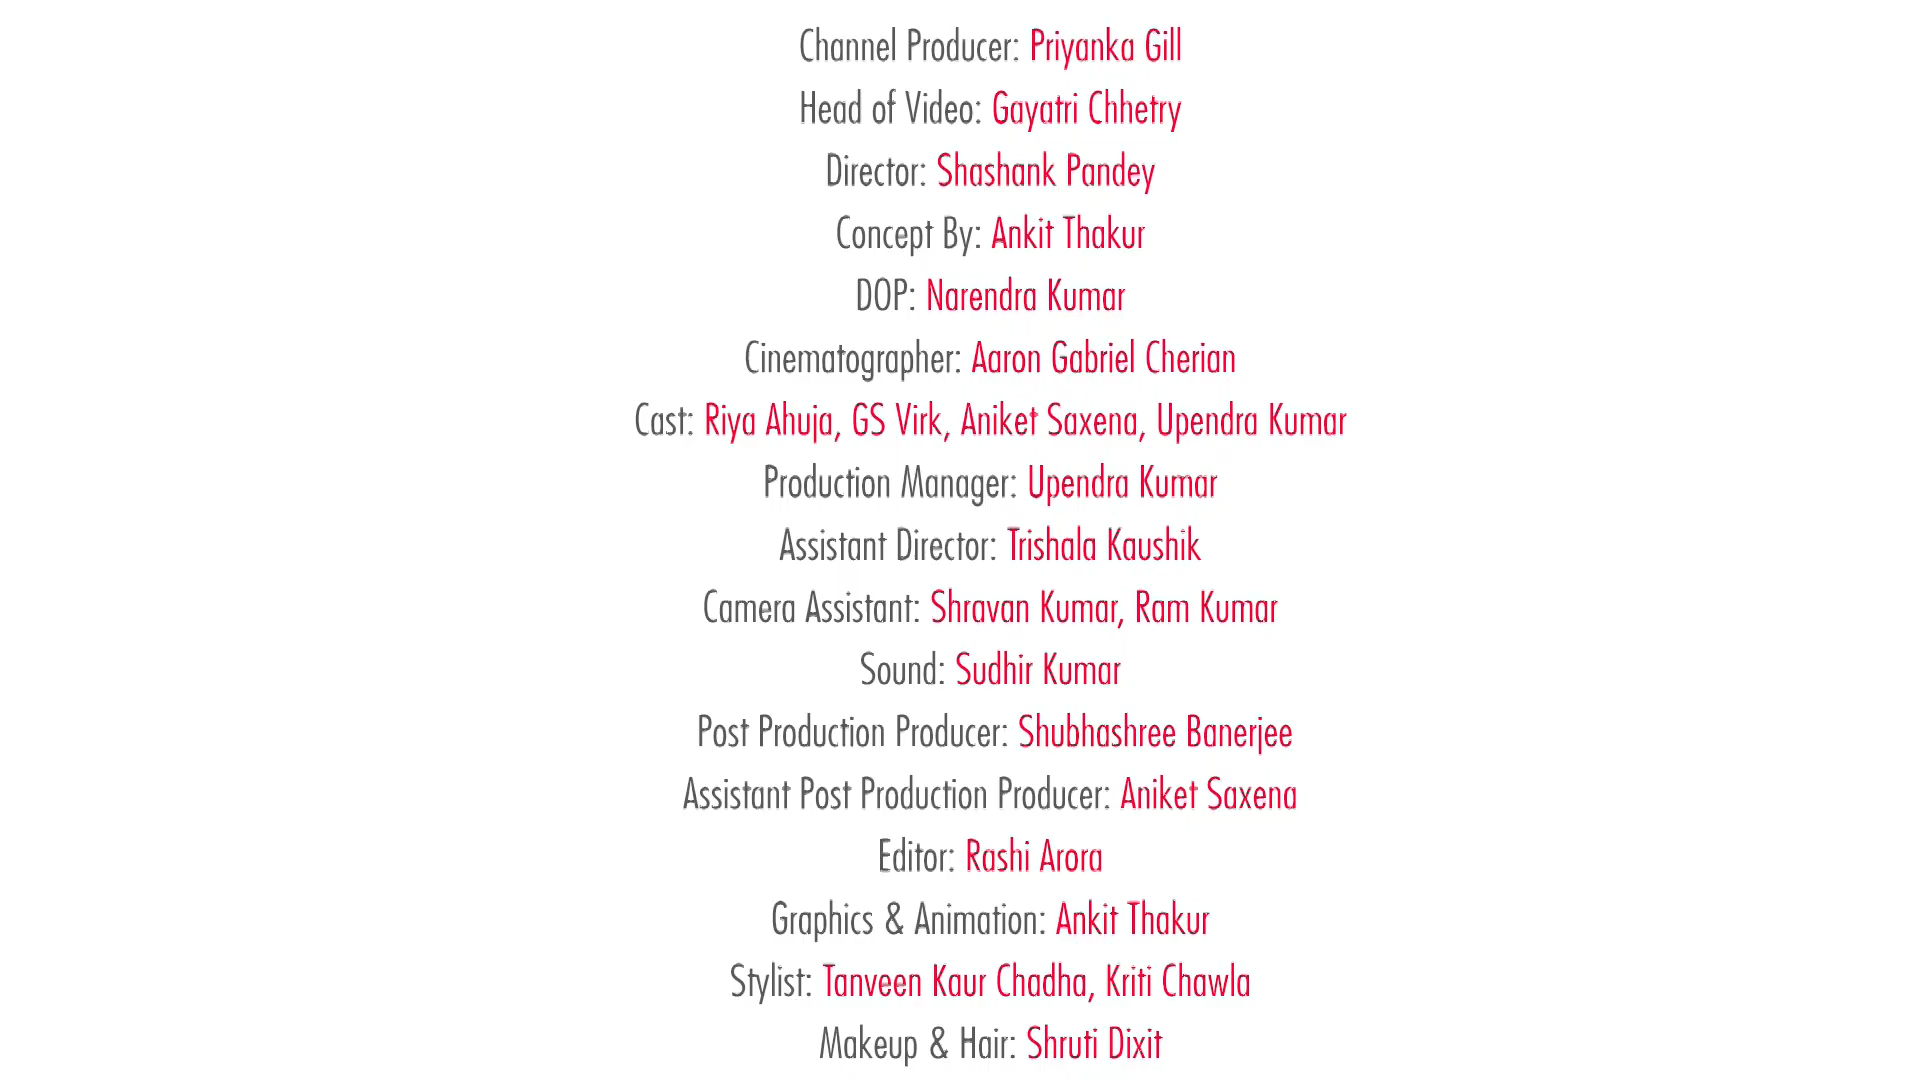 Channel Producer: Priyanka Gill
Head of Video: Gayatri Chhetry
Director: Shashank Pandey
Concept By: Ankit Thakur
DOP: Narendra Kumar
Cinematographer: Aaron Gabriel Cherian
Cast: Riya Ahuja, GS Virk, Aniket Saxena, Upendra Kumar
Production Manager: Upendra Kumar
Assistant Director: Trishala Kaushik
Camera Assistant: Shravan Kumar, Ram Kumar
Sound: Sudhir Kumar
Post Production Producer: Shubhashree Banerjee
Assistant Post Production Producer: Aniket Saxena
Editor: Rashi Arora
Graphics & Animation: Ankit Thakur
Stylist: Tanveen Kaur Chadha, Kriti Chawla
Makeup & Hair: Shruti Dixit